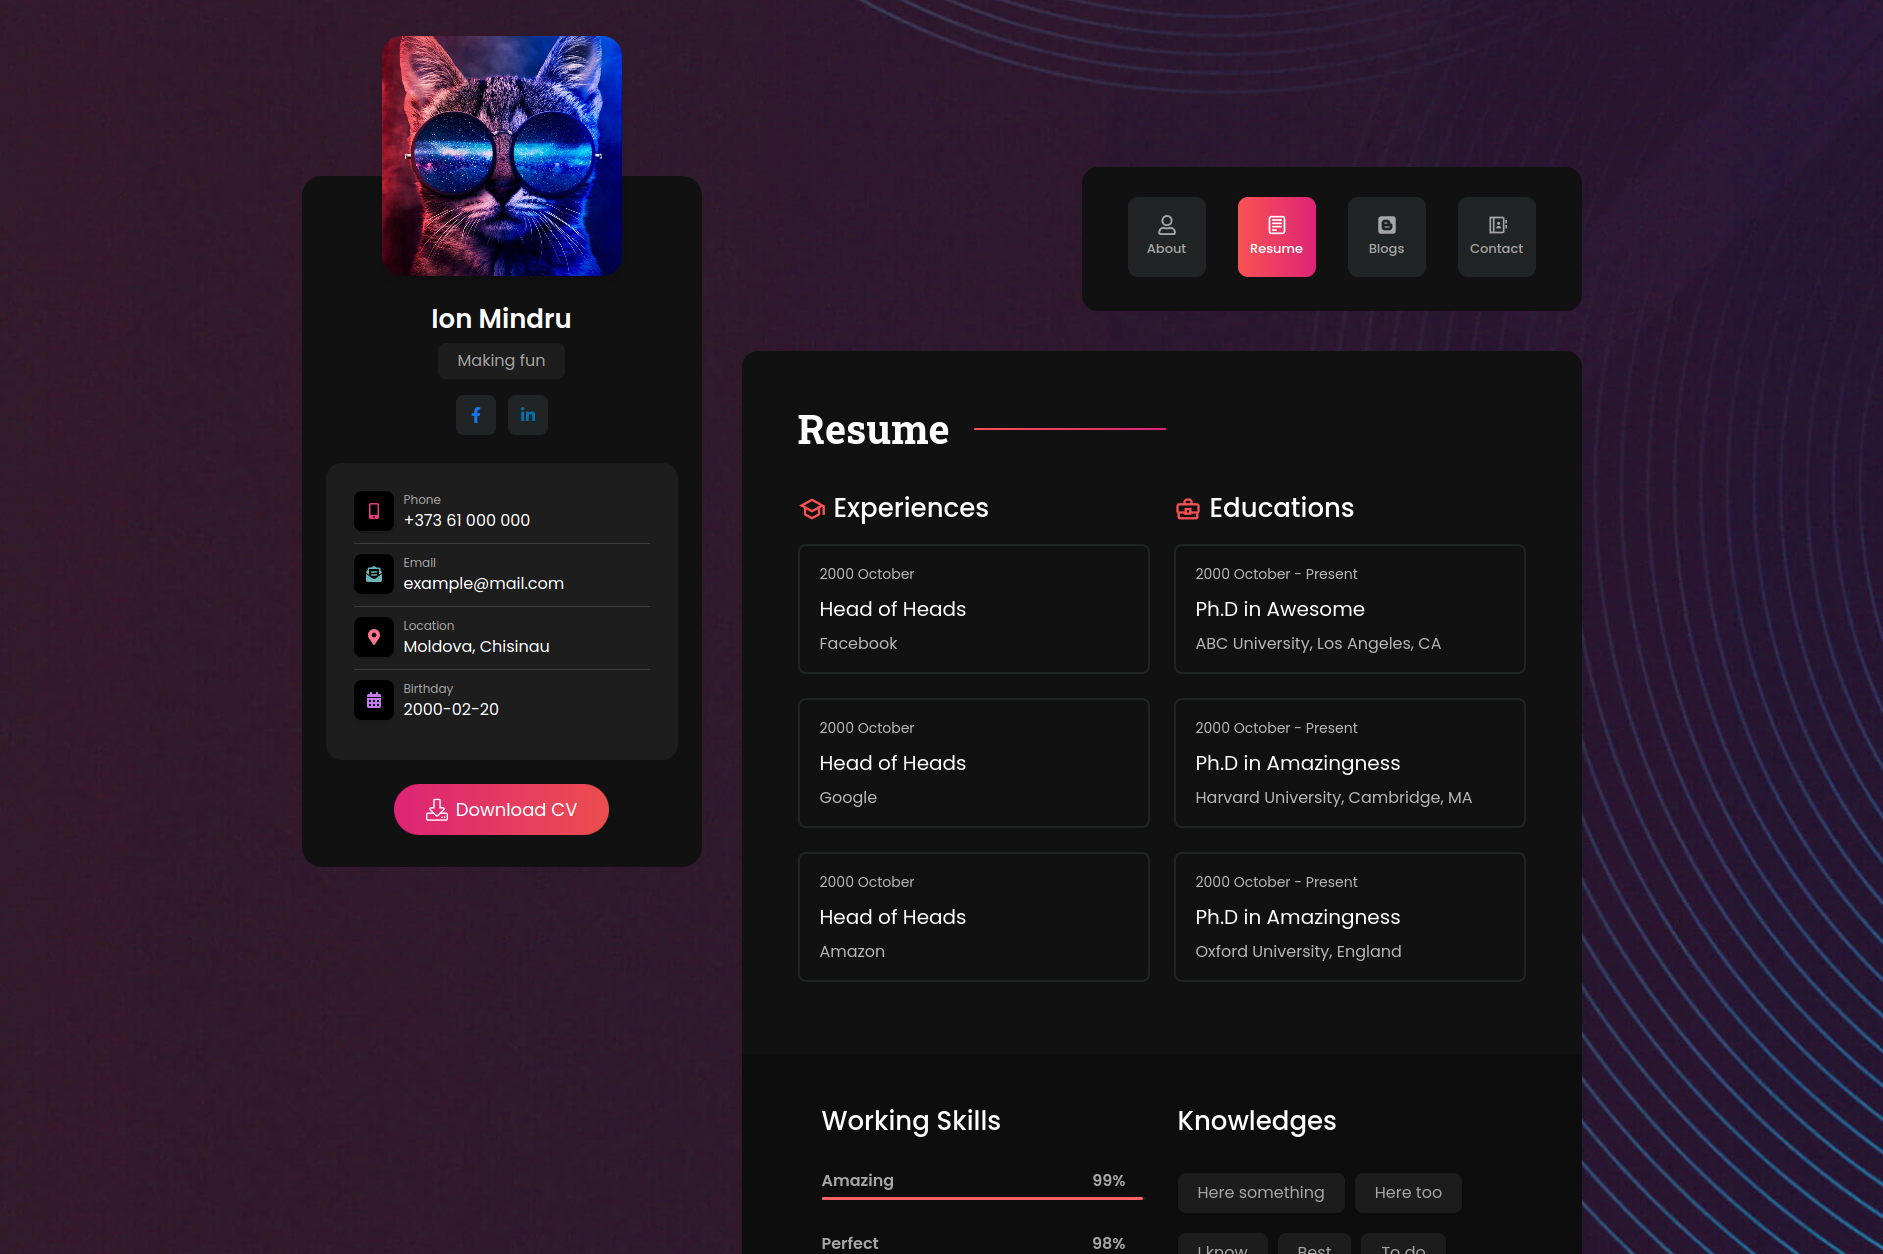 Ion Mindru
Making fun
Phone
+373 61 000 000
Email
example@mail.com
Location
Moldova, Chisinau
Birthday
2000-02-20
Download CV
About
Resume
Blogs
Contact
Resume
Experiences
2000 October
Head of Heads
Facebook
2000 October
Head of Heads
Google
2000 October
Head of Heads
Amazon
Educations
2000 October - Present
Ph.D in Awesome
ABC University, Los Angeles, CA
2000 October - Present
Ph.D in Amazingness
Harvard University, Cambridge, MA
2000 October - Present
Ph.D in Amazingness
Oxford University, England
Working Skills
Amazing 99%
Perfect 98%
Knowledges
Here something Here too
I know Best To do